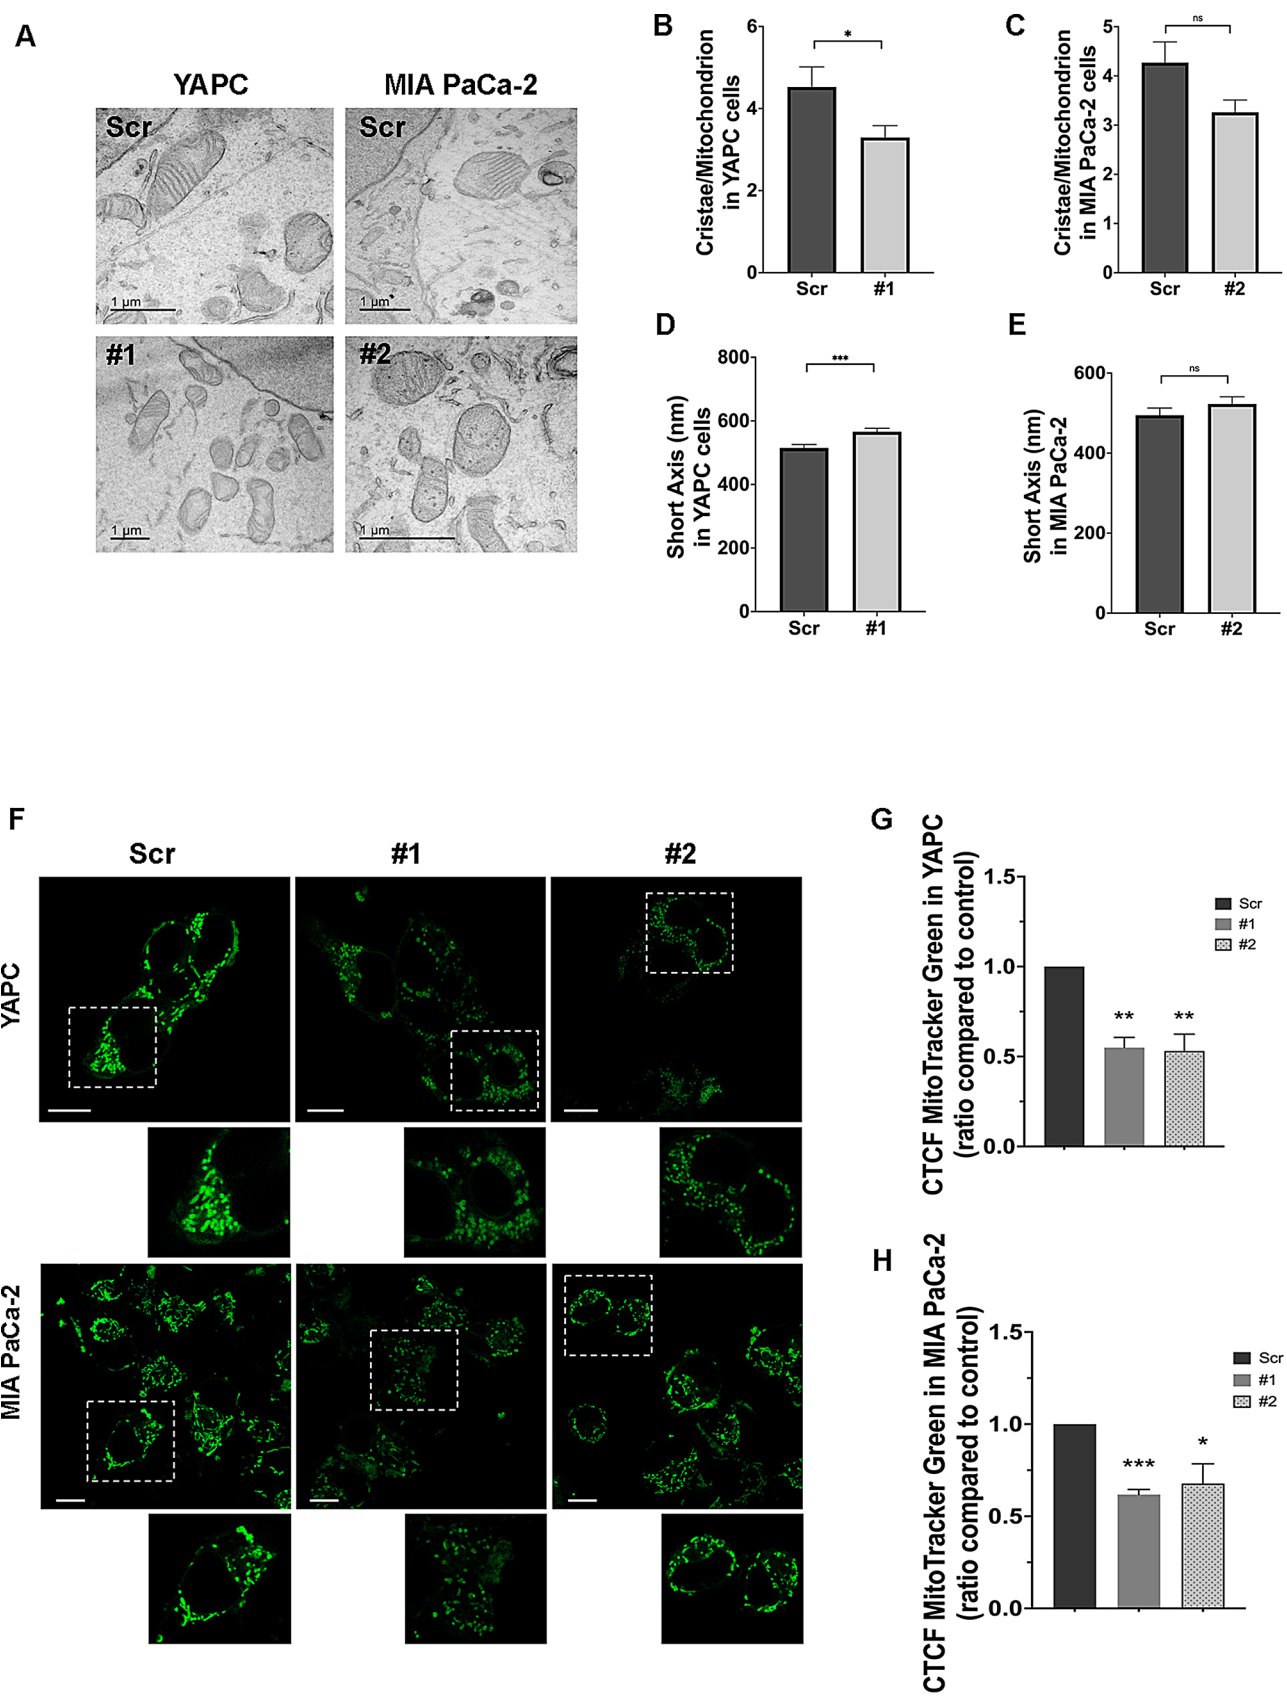 A
YAPC
MIA PaCa-2
Scr
1 µm
Scr
1 µm
#1
1 µm
#2
1 µm
B
Cristae/Mitochondrion
in YAPC cells
6
4
2
0
*
Scr
#1
C
Cristae/Mitochondrion
in MIA PaCa-2 cells
5
4
3
2
1
0
ns
Scr
#2
D
Short Axis (nm)
in YAPC cells
800
600
400
200
0
***
Scr
#1
E
Short Axis (nm)
in MIA PaCa-2
600
400
200
0
ns
Scr
#2
F
Scr
#1
#2
YAPC
MIA PaCa-2
G
CTCF MitoTracker Green in YAPC
(ratio compared to control)
1.5
1.0
0.5
0.0
**
**
Scr
#1
#2
H
CTCF MitoTracker Green in MIA PaCa-2
(ratio compared to control)
1.5
1.0
0.5
0.0
***
*
Scr
#1
#2